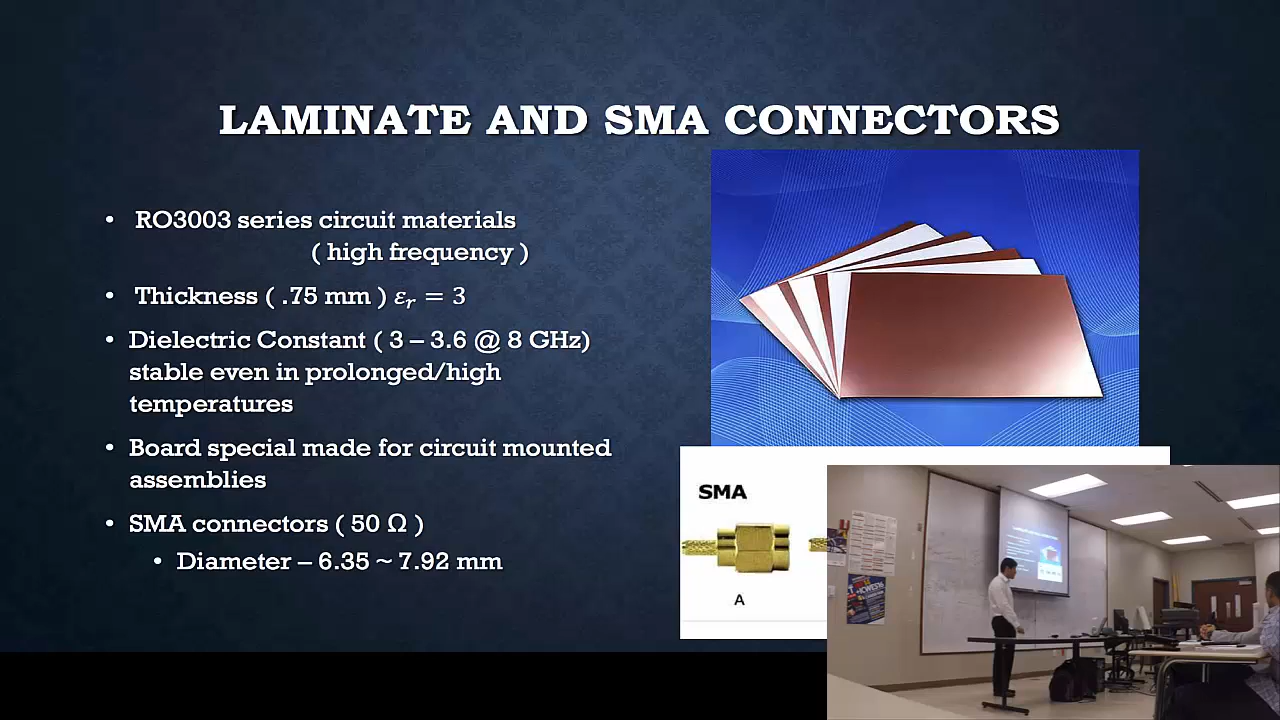 LAMINATE AND SMA CONNECTORS
• RO3003 series circuit materials
( high frequency )
• Thickness ( .75 mm ) εᵣ = 3
• Dielectric Constant ( 3 – 3.6 @ 8 GHz)
stable even in prolonged/high
temperatures
• Board special made for circuit mounted
assemblies
• SMA connectors ( 50 Ω )
• Diameter – 6.35 ~ 7.92 mm
SMA
A